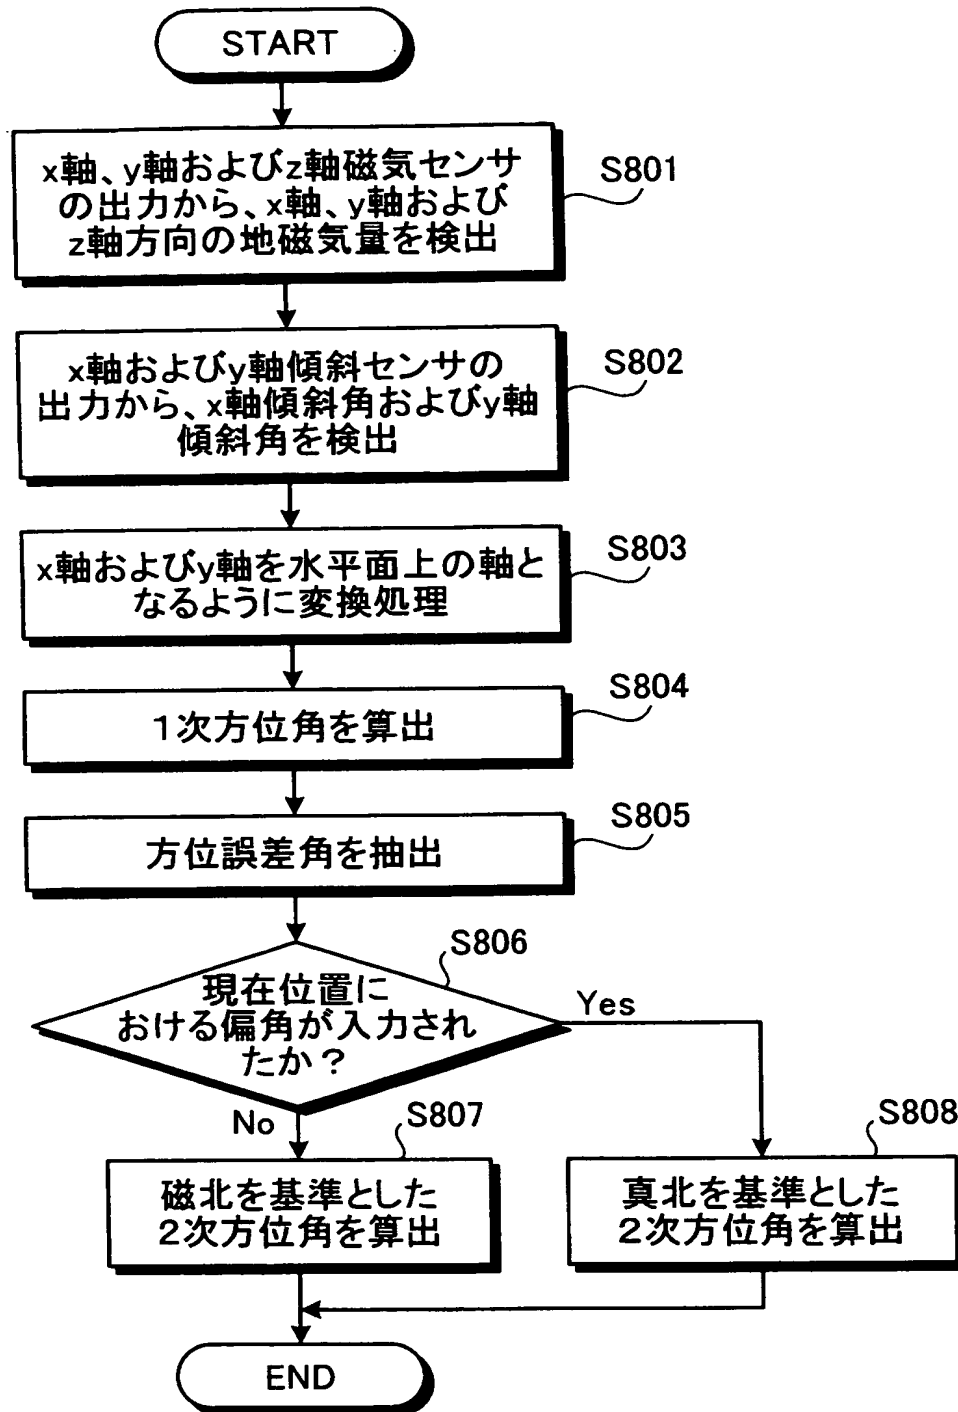 START
x軸、y軸およびz軸磁気センサ
の出力から、x軸、y軸および
z軸方向の地磁気量を検出
S801
x軸およびy軸傾斜センサの
出力から、x軸傾斜角およびy軸
傾斜角を検出
S802
x軸およびy軸を水平面上の軸と
なるように変換処理
S803
1次方位角を算出
S804
方位誤差角を抽出
S805
現在位置に
おける偏角が入力され
たか?
S806
Yes
No
磁北を基準とした
2次方位角を算出
S807
真北を基準とした
2次方位角を算出
S808
END